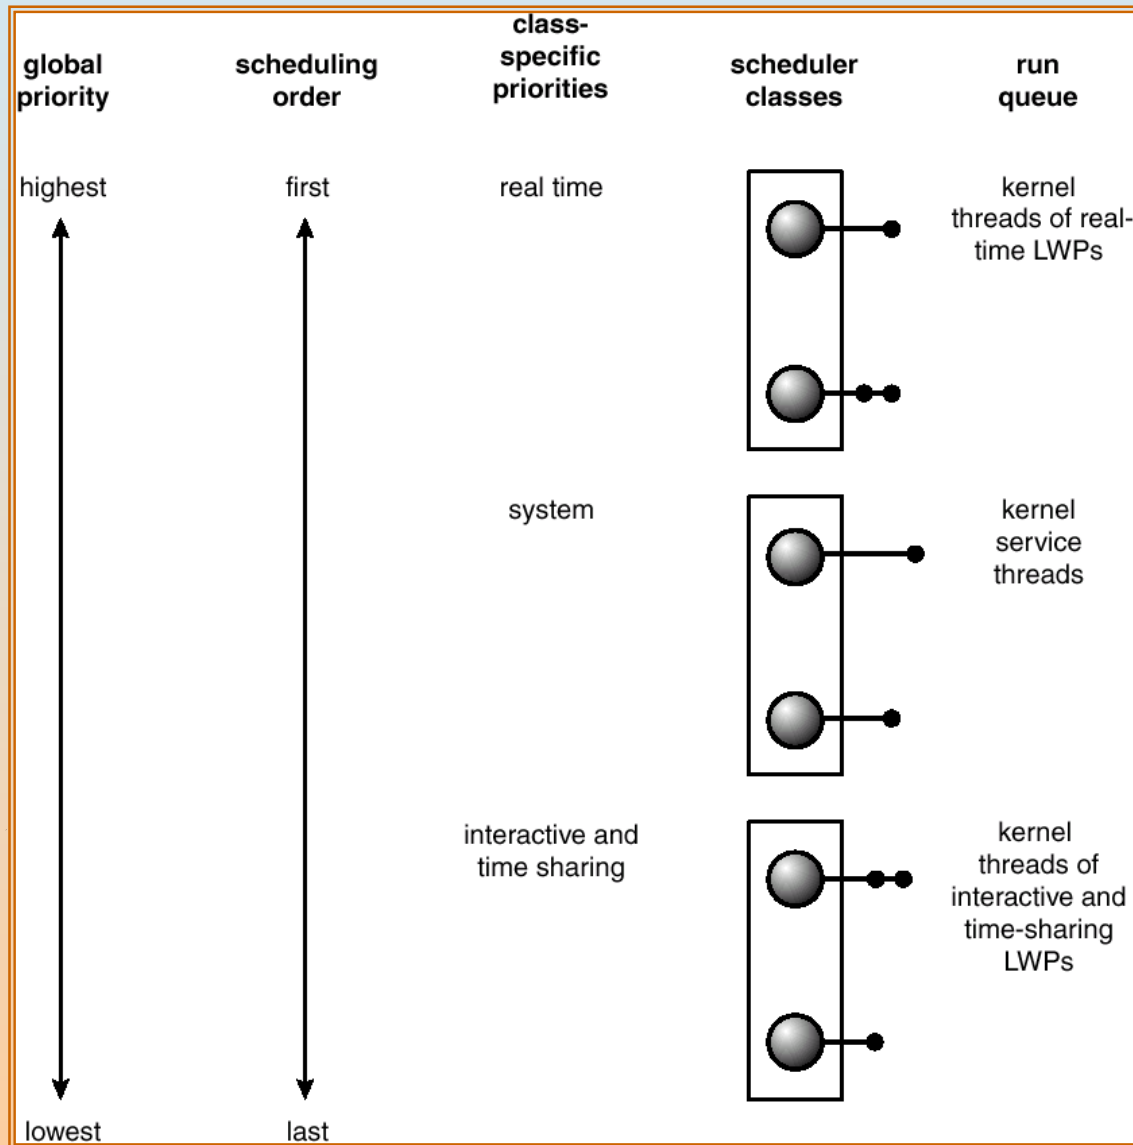 global
priority
scheduling
order
class-
specific
priorities
scheduler
classes
run
queue
highest
first
real time
kernel
threads of real-
time LWPs
system
kernel
service
threads
interactive and
time sharing
kernel
threads of
interactive and
time-sharing
LWPs
lowest
last